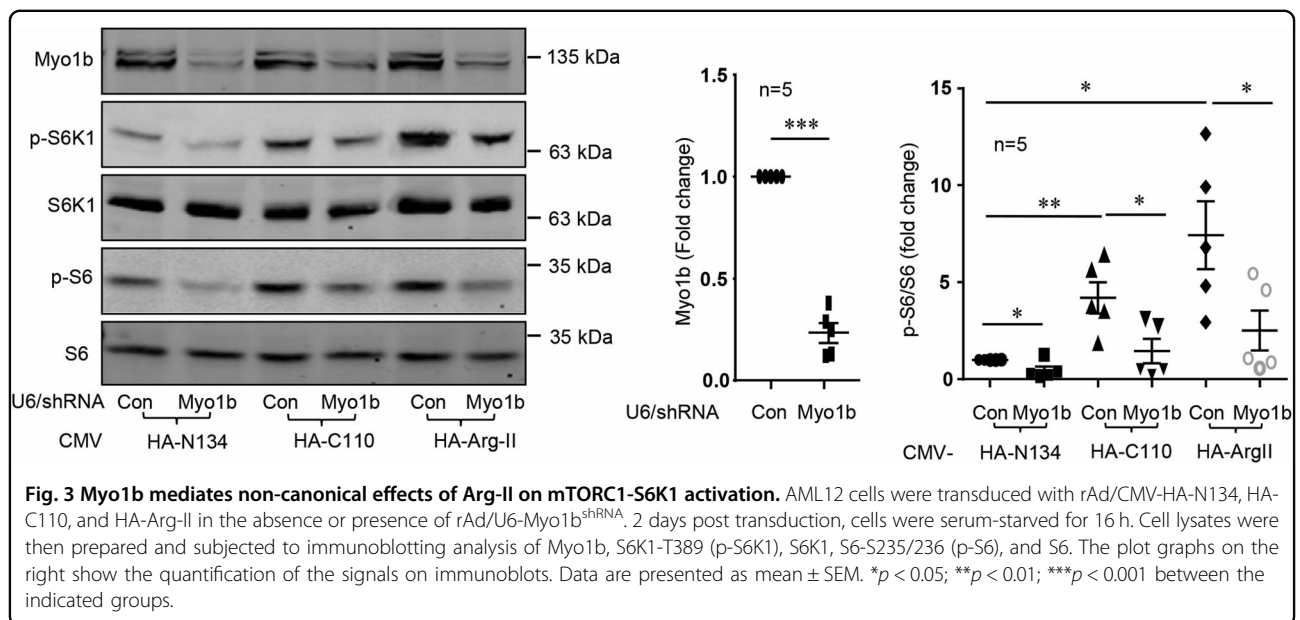 Myo1b
135 kDa
p-S6K1
63 kDa
S6K1
63 kDa
p-S6
35 kDa
S6
35 kDa
U6/shRNA Con Myo1b Con Myo1b Con Myo1b
CMV HA-N134 HA-C110 HA-Arg-II
Myo1b (Fold change)
1.5
1.0
0.5
0.0
n=5
***
U6/shRNA Con Myo1b
p-S6/S6 (fold change)
15
10
5
0
n=5
* *
** *
*
Con Myo1b Con Myo1b Con Myo1b
CMV- HA-N134 HA-C110 HA-ArgII
Fig. 3 Myo1b mediates non-canonical effects of Arg-II on mTORC1-S6K1 activation. AML12 cells were transduced with rAd/CMV-HA-N134, HA-
C110, and HA-Arg-II in the absence or presence of rAd/U6-Myo1bshRNA. 2 days post transduction, cells were serum-starved for 16 h. Cell lysates were
then prepared and subjected to immunoblotting analysis of Myo1b, S6K1-T389 (p-S6K1), S6K1, S6-S235/236 (p-S6), and S6. The plot graphs on the
right show the quantification of the signals on immunoblots. Data are presented as mean ± SEM. *p < 0.05; **p < 0.01; ***p < 0.001 between the
indicated groups.